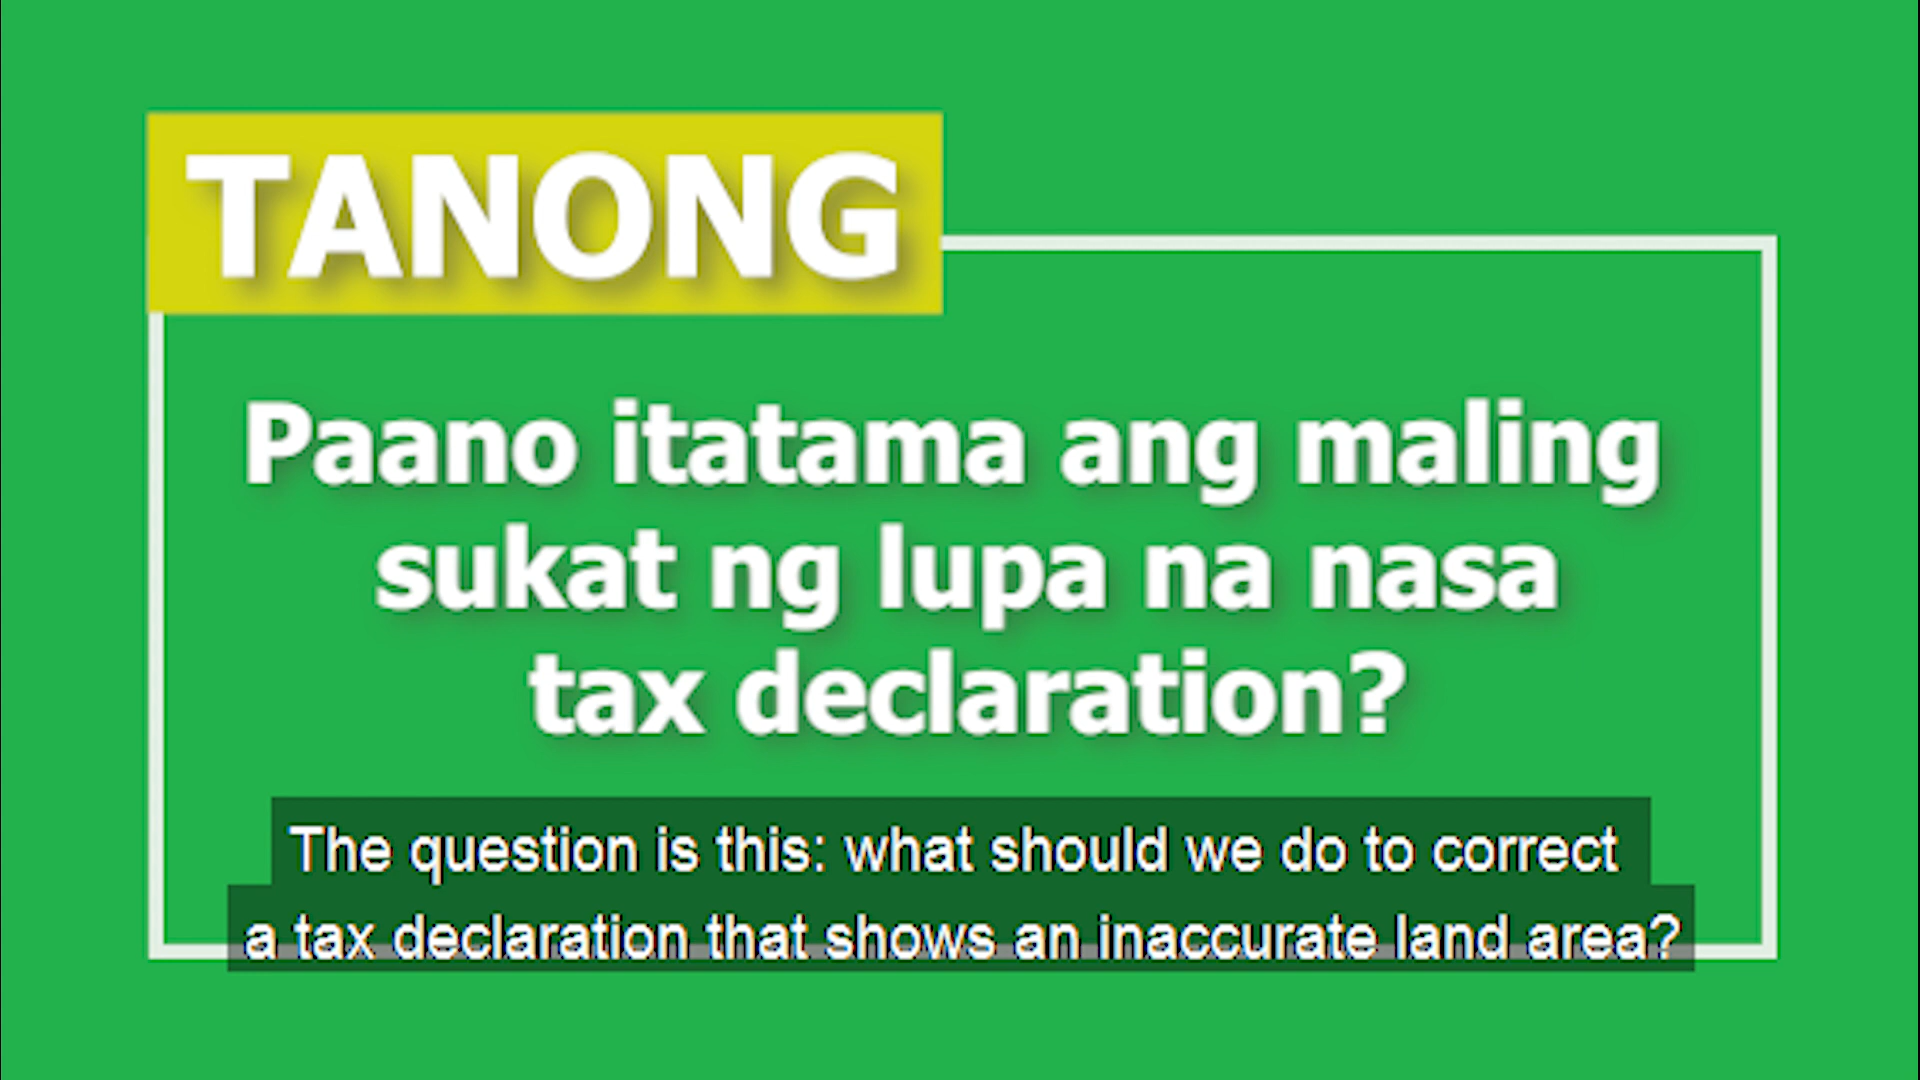 TANONG
Paano itatama ang maling
sukat ng lupa na nasa
tax declaration?
The question is this: what should we do to correct
a tax declaration that shows an inaccurate land area?